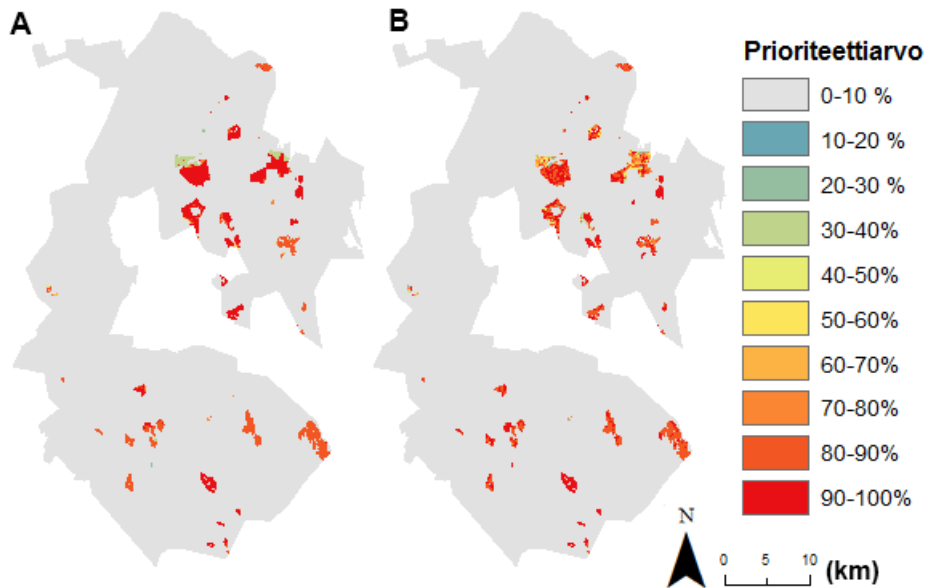 A
B
Prioriteettiarvo
0-10 %
10-20 %
20-30 %
30-40%
40-50%
50-60%
60-70%
70-80%
80-90%
90-100%
N
0 5 10
(km)